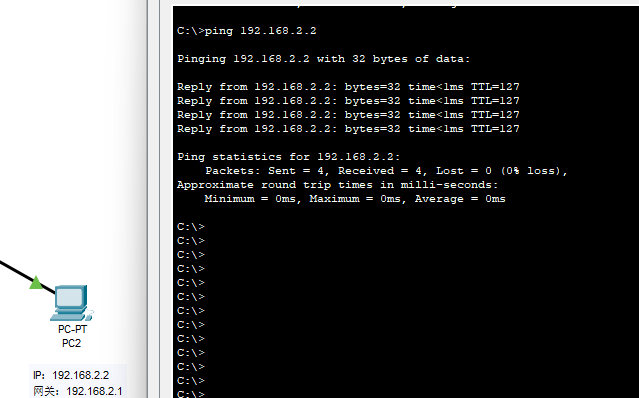 C:\>ping 192.168.2.2
Pinging 192.168.2.2 with 32 bytes of data:
Reply from 192.168.2.2: bytes=32 time<1ms TTL=127
Reply from 192.168.2.2: bytes=32 time<1ms TTL=127
Reply from 192.168.2.2: bytes=32 time<1ms TTL=127
Reply from 192.168.2.2: bytes=32 time<1ms TTL=127
Ping statistics for 192.168.2.2:
Packets: Sent = 4, Received = 4, Lost = 0 (0% loss),
Approximate round trip times in milli-seconds:
Minimum = 0ms, Maximum = 0ms, Average = 0ms
C:\>
C:\>
C:\>
C:\>
C:\>
C:\>
C:\>
C:\>
C:\>
C:\>
C:\>
C:\>
C:\>
PC-PT
PC2
IP：192.168.2.2
网关：192.168.2.1